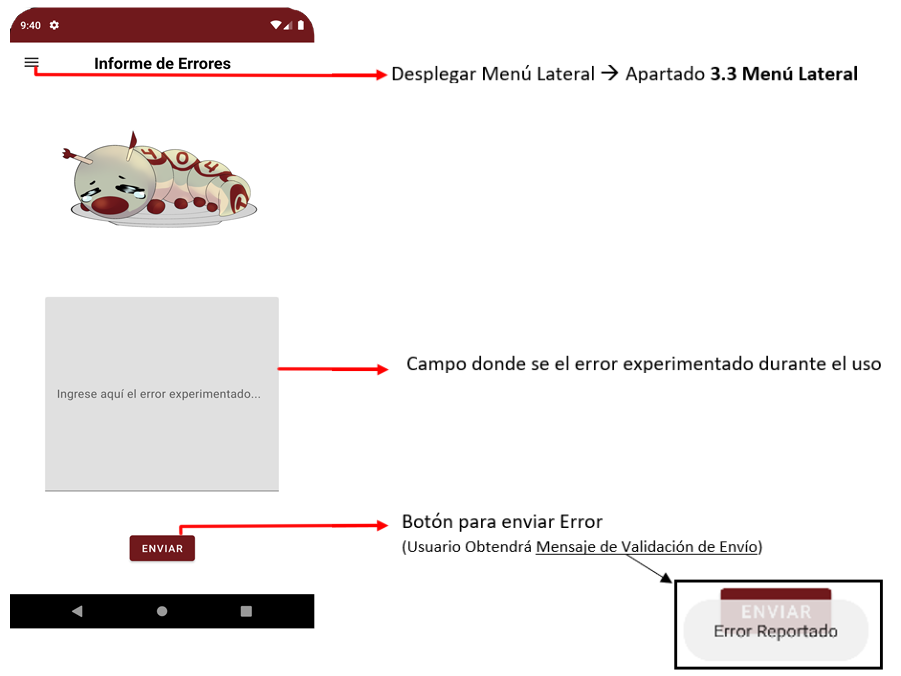 9:40
Informe de Errores
Desplegar Menú Lateral → Apartado 3.3 Menú Lateral
404
Campo donde se el error experimentado durante el uso
Ingrese aquí el error experimentado...
Botón para enviar Error
(Usuario Obtendrá Mensaje de Validación de Envío)
ENVIAR
ENVIAR
Error Reportado